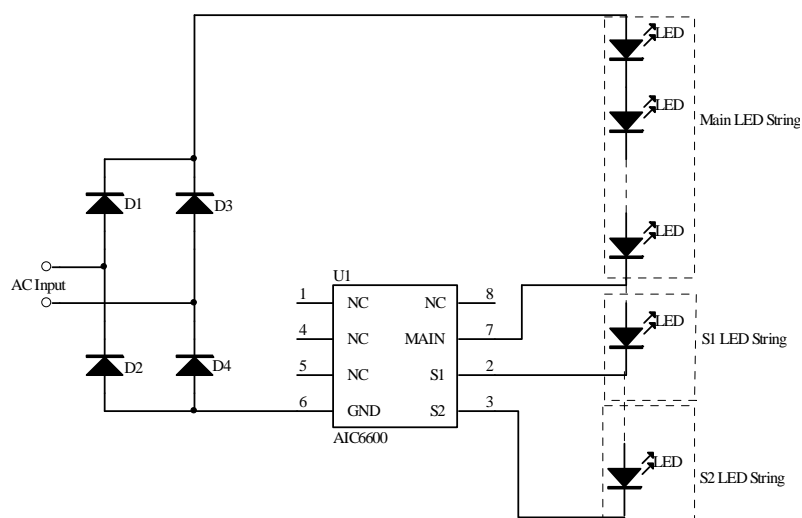 LED
LED
Main LED String
D1
D3
LED
AC Input
U1
1
NC
NC
8
4
NC
MAIN
7
LED
S1 LED String
5
NC
S1
2
D2
D4
6
GND
S2
3
AIC6600
LED
S2 LED String